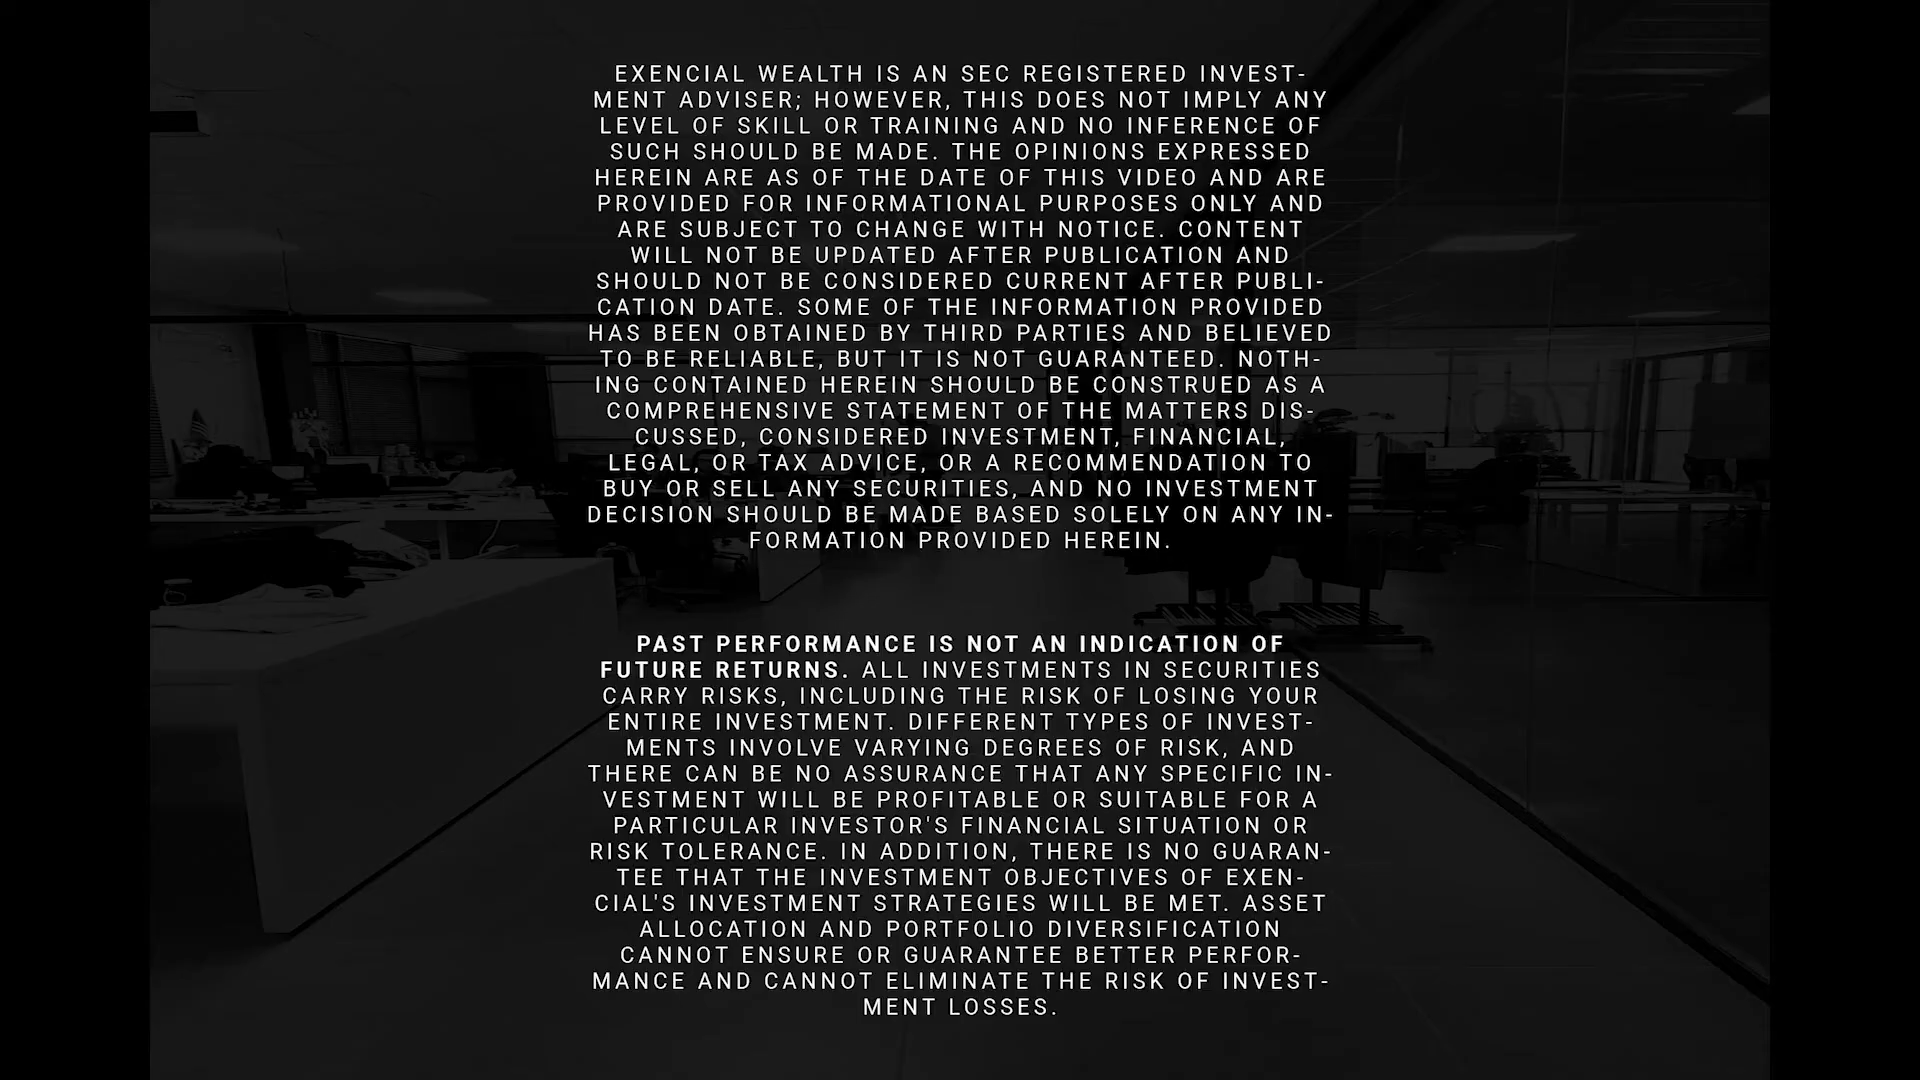 EXENCIAL WEALTH IS AN SEC REGISTERED INVEST-
MENT ADVISER; HOWEVER, THIS DOES NOT IMPLY ANY
LEVEL OF SKILL OR TRAINING AND NO INFERENCE OF
SUCH SHOULD BE MADE. THE OPINIONS EXPRESSED
HEREIN ARE AS OF THE DATE OF THIS VIDEO AND ARE
PROVIDED FOR INFORMATIONAL PURPOSES ONLY AND
ARE SUBJECT TO CHANGE WITH NOTICE. CONTENT
WILL NOT BE UPDATED AFTER PUBLICATION AND
SHOULD NOT BE CONSIDERED CURRENT AFTER PUBLI-
CATION DATE. SOME OF THE INFORMATION PROVIDED
HAS BEEN OBTAINED BY THIRD PARTIES AND BELIEVED
TO BE RELIABLE, BUT IT IS NOT GUARANTEED. NOTH-
ING CONTAINED HEREIN SHOULD BE CONSTRUED AS A
COMPREHENSIVE STATEMENT OF THE MATTERS DIS-
CUSSED, CONSIDERED INVESTMENT, FINANCIAL,
LEGAL, OR TAX ADVICE, OR A RECOMMENDATION TO
BUY OR SELL ANY SECURITIES, AND NO INVESTMENT
DECISION SHOULD BE MADE BASED SOLELY ON ANY IN-
FORMATION PROVIDED HEREIN.
PAST PERFORMANCE IS NOT AN INDICATION OF
FUTURE RETURNS. ALL INVESTMENTS IN SECURITIES
CARRY RISKS, INCLUDING THE RISK OF LOSING YOUR
ENTIRE INVESTMENT. DIFFERENT TYPES OF INVEST-
MENTS INVOLVE VARYING DEGREES OF RISK, AND
THERE CAN BE NO ASSURANCE THAT ANY SPECIFIC IN-
VESTMENT WILL BE PROFITABLE OR SUITABLE FOR A
PARTICULAR INVESTOR'S FINANCIAL SITUATION OR
RISK TOLERANCE. IN ADDITION, THERE IS NO GUARAN-
TEE THAT THE INVESTMENT OBJECTIVES OF EXEN-
CIAL'S INVESTMENT STRATEGIES WILL BE MET. ASSET
ALLOCATION AND PORTFOLIO DIVERSIFICATION
CANNOT ENSURE OR GUARANTEE BETTER PERFOR-
MANCE AND CANNOT ELIMINATE THE RISK OF INVEST-
MENT LOSSES.